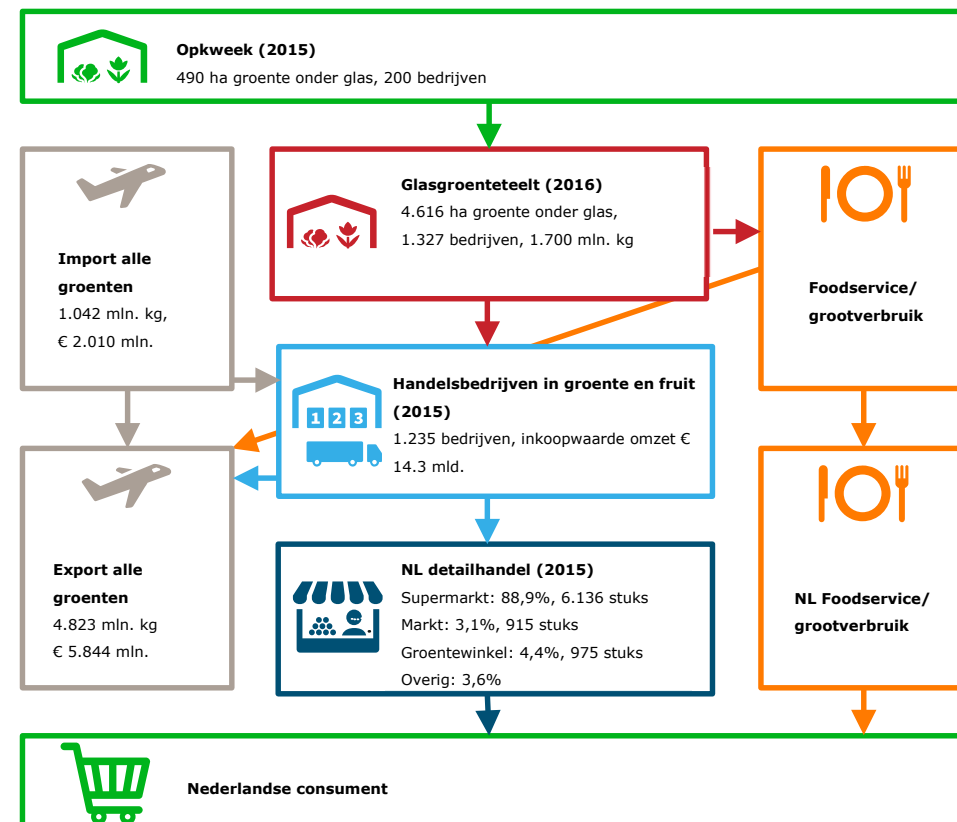 Opkweek (2015)
490 ha groente onder glas, 200 bedrijven
Glasgroenteteelt (2016)
4.616 ha groente onder glas,
1.327 bedrijven, 1.700 mln. kg
Import alle
groenten
1.042 mln. kg,
€ 2.010 mln.
Foodservice/
grootverbruik
Handelsbedrijven in groente en fruit
(2015)
1.235 bedrijven, inkoopwaarde omzet €
14.3 mld.
1 2 3
Export alle
groenten
4.823 mln. kg
€ 5.844 mln.
NL detailhandel (2015)
Supermarkt: 88,9%, 6.136 stuks
Markt: 3,1%, 915 stuks
Groentewinkel: 4,4%, 975 stuks
Overig: 3,6%
NL Foodservice/
grootverbruik
Nederlandse consument